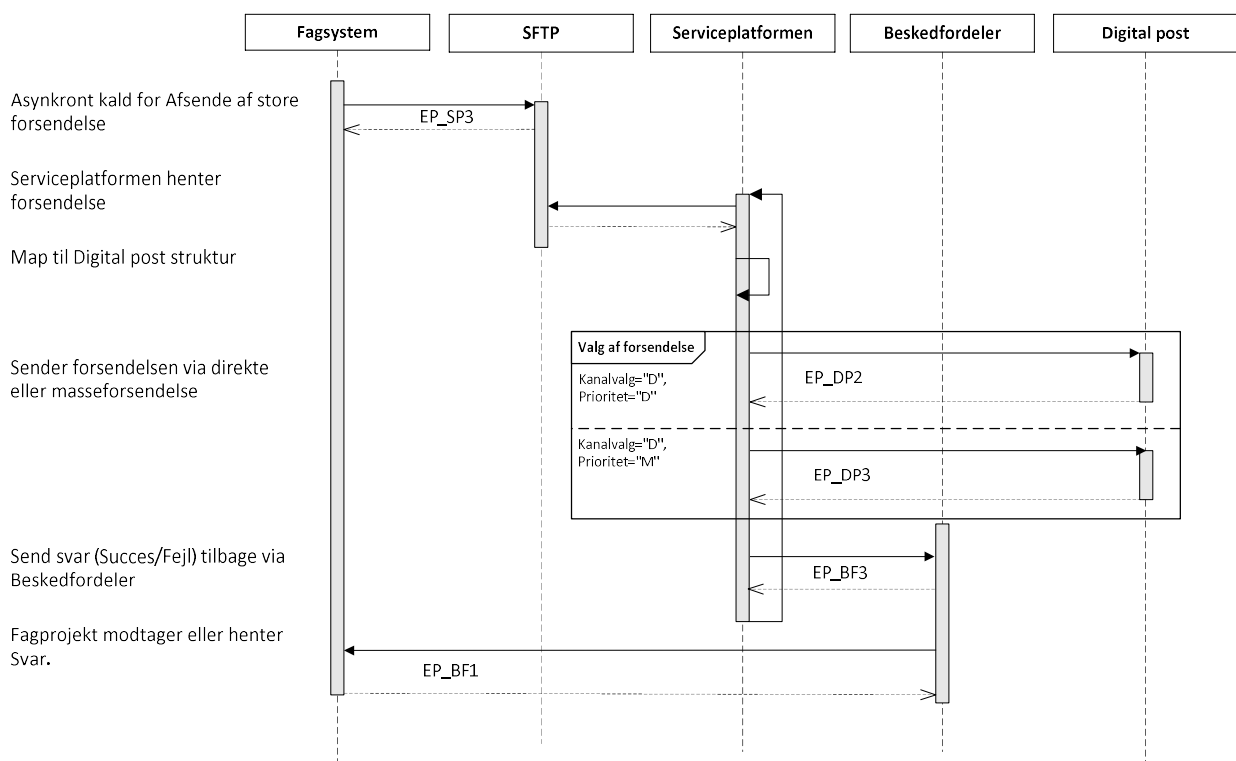 Fagsystem
SFTP
Serviceplatformen
Beskedfordeler
Digital post
Asynkront kald for Afsende af store
forsendelse
EP_SP3
Serviceplatformen henter
forsendelse
Map til Digital post struktur
Valg af forsendelse
Kanalvalg="D",
Prioritet="D"
EP_DP2
Sender forsendelsen via direkte
eller masseforsendelse
Kanalvalg="D",
Prioritet="M"
EP_DP3
Send svar (Succes/Fejl) tilbage via
Beskedfordeler
EP_BF3
Fagprojekt modtager eller henter
Svar.
EP_BF1